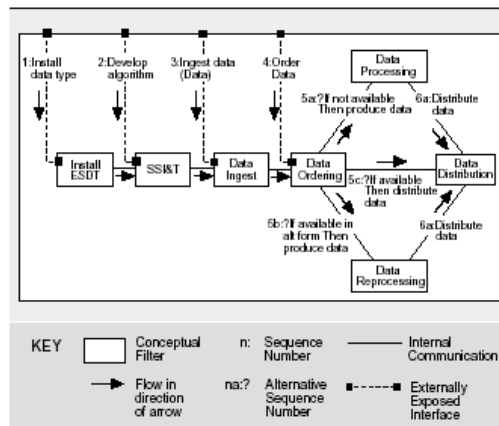 1:Install
data type
2:Develop
algorithm
3:Ingest data
(Data)
4:Order
Data
Data
Processing
5a:?If not available
Then produce data
6a:Distribute
data
Install
ESDT
SSI&T
Data
Ingest
Data
Ordering
Data
Distribution
5c:?If available
Then distribute
data
5b:?If available in
alt form Then
produce data
6a:Distribute
data
Data
Reprocessing
KEY
Conceptual
Filter
n:
Sequence
Number
Internal
Communication
Flow in
direction
of arrow
na:?
Alternative
Sequence
Number
Externally
Exposed
Interface